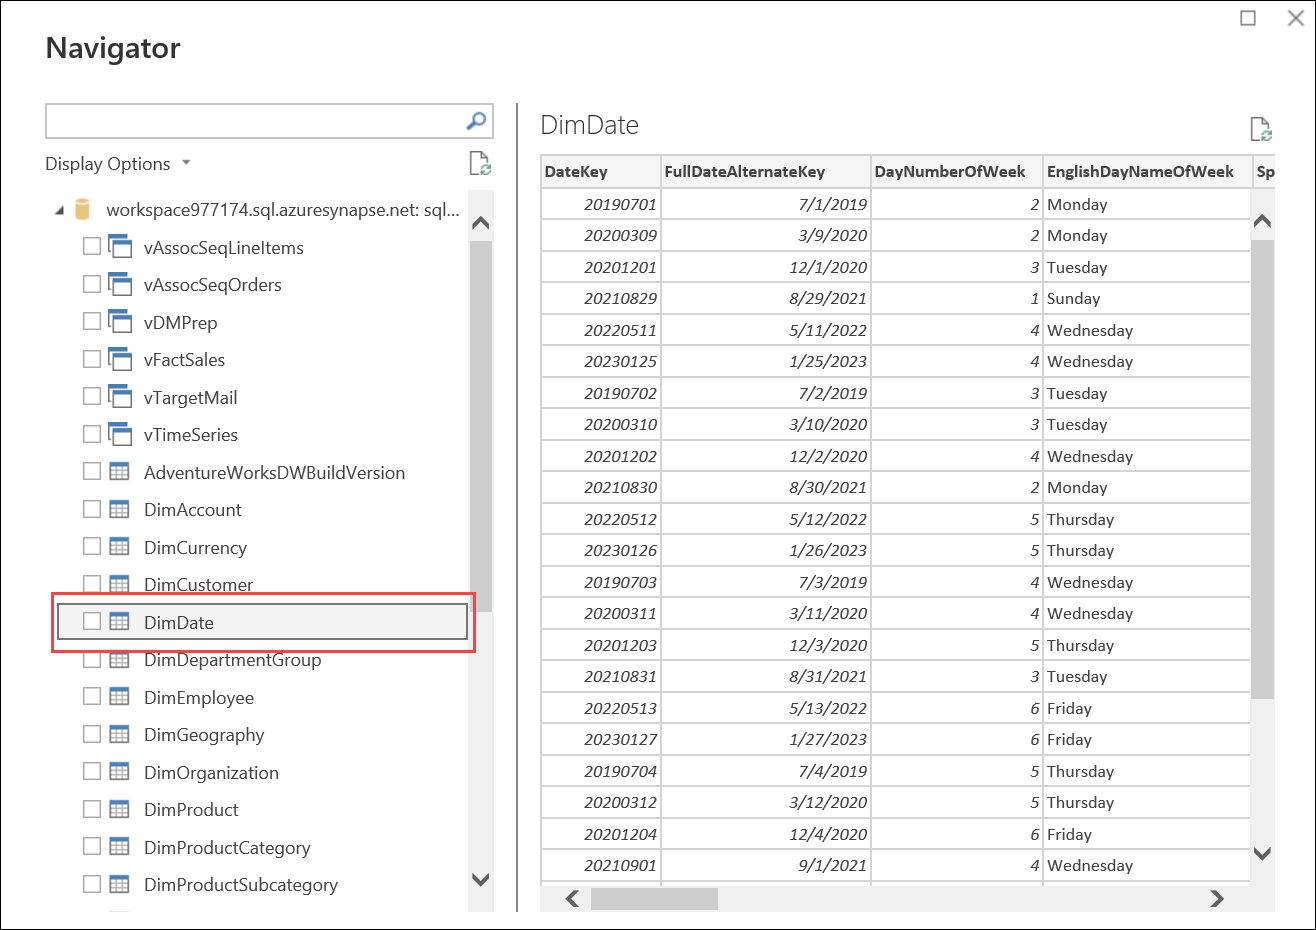 Navigator
Display Options
workspace977174.sql.azuresynapse.net: sql...
vAssocSeqLineItems
vAssocSeqOrders
vDMPrep
vFactSales
vTargetMail
vTimeSeries
AdventureWorksDWBuildVersion
DimAccount
DimCurrency
DimCustomer
DimDate
DimDepartmentGroup
DimEmployee
DimGeography
DimOrganization
DimProduct
DimProductCategory
DimProductSubcategory
DimDate
DateKey FullDateAlternateKey DayNumberOfWeek EnglishDayNameOfWeek Sp
20190701 7/1/2019 2 Monday
20200309 3/9/2020 2 Monday
20201201 12/1/2020 3 Tuesday
20210829 8/29/2021 1 Sunday
20220511 5/11/2022 4 Wednesday
20230125 1/25/2023 4 Wednesday
20190702 7/2/2019 3 Tuesday
20200310 3/10/2020 3 Tuesday
20201202 12/2/2020 4 Wednesday
20210830 8/30/2021 2 Monday
20220512 5/12/2022 5 Thursday
20230126 1/26/2023 5 Thursday
20190703 7/3/2019 4 Wednesday
20200311 3/11/2020 4 Wednesday
20201203 12/3/2020 5 Thursday
20210831 8/31/2021 3 Tuesday
20220513 5/13/2022 6 Friday
20230127 1/27/2023 6 Friday
20190704 7/4/2019 5 Thursday
20200312 3/12/2020 5 Thursday
20201204 12/4/2020 6 Friday
20210901 9/1/2021 4 Wednesday